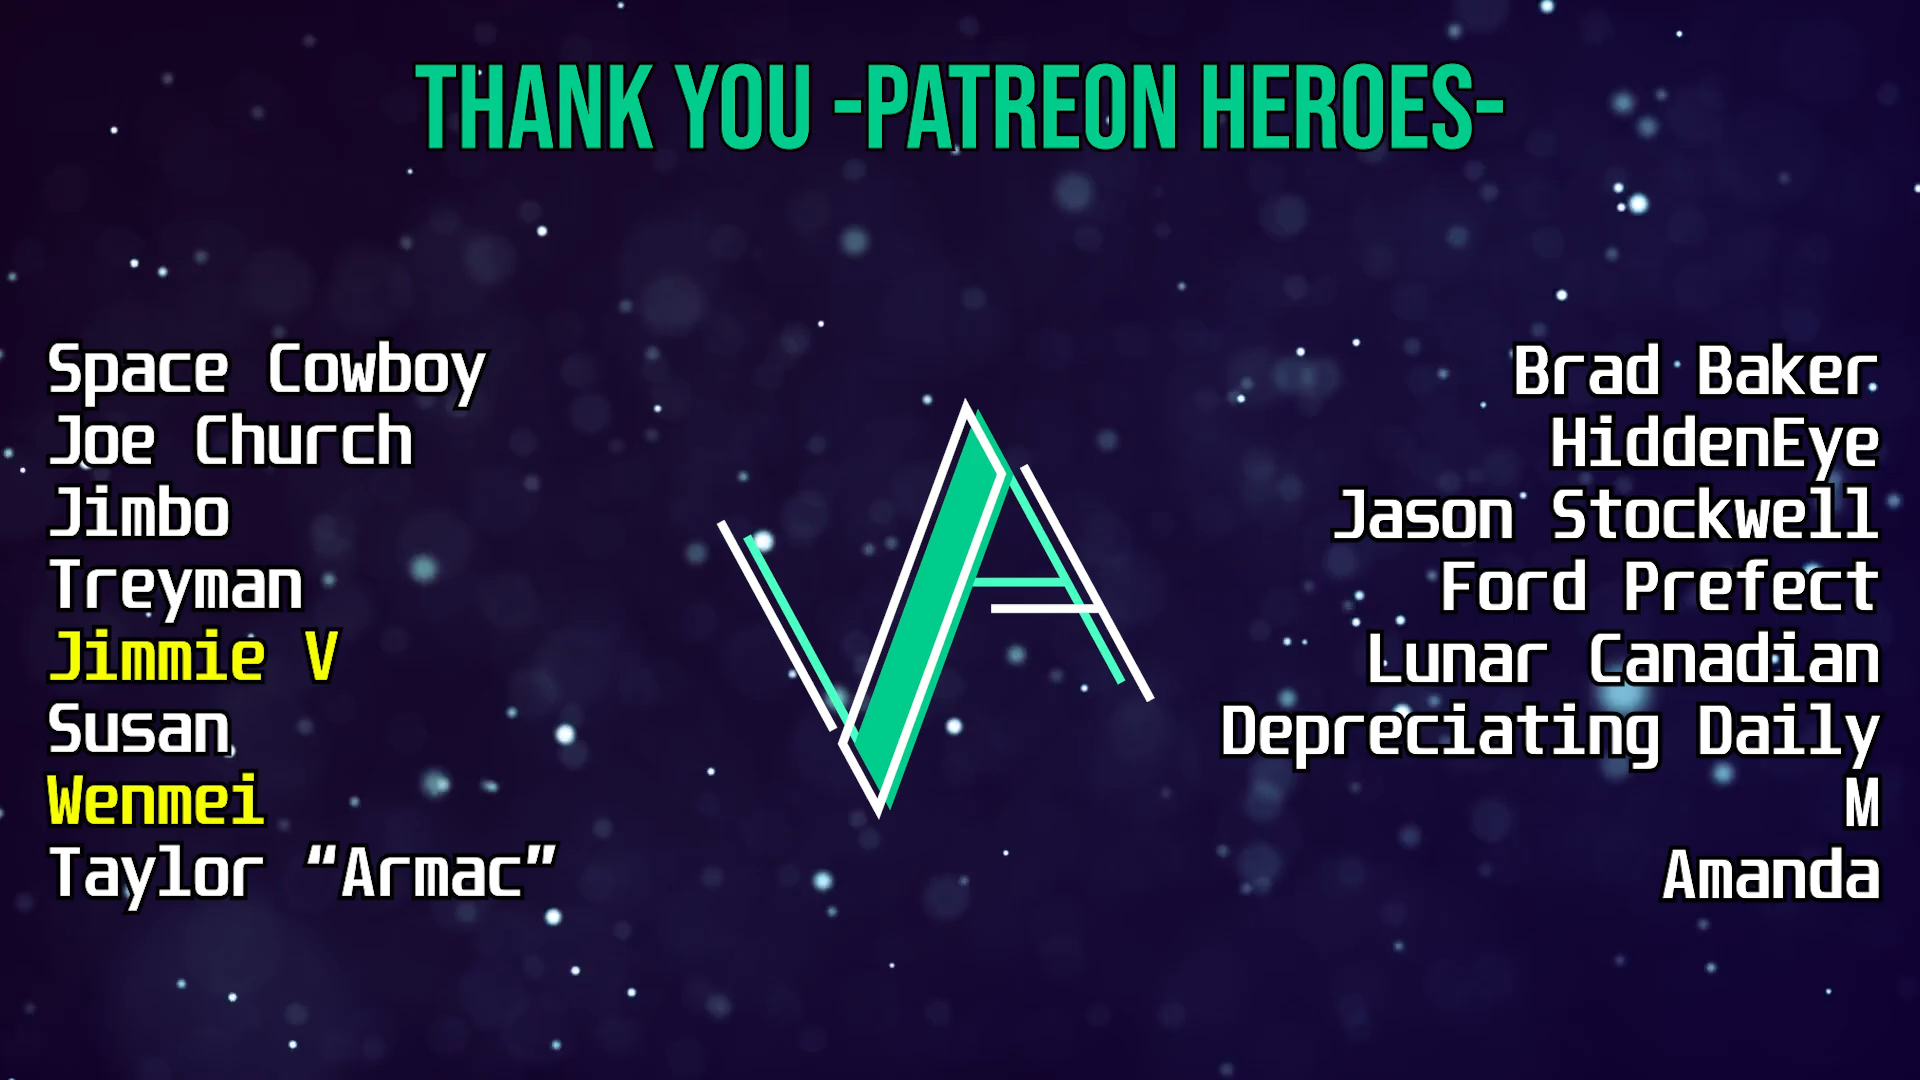 THANK YOU -PATREON HEROES-
Space Cowboy
Joe Church
Jimbo
Treyman
Jimmie V
Susan
Wenmei
Taylor “Armac”
VA
Brad Baker
HiddenEye
Jason Stockwell
Ford Prefect
Lunar Canadian
Depreciating Daily
M
Amanda